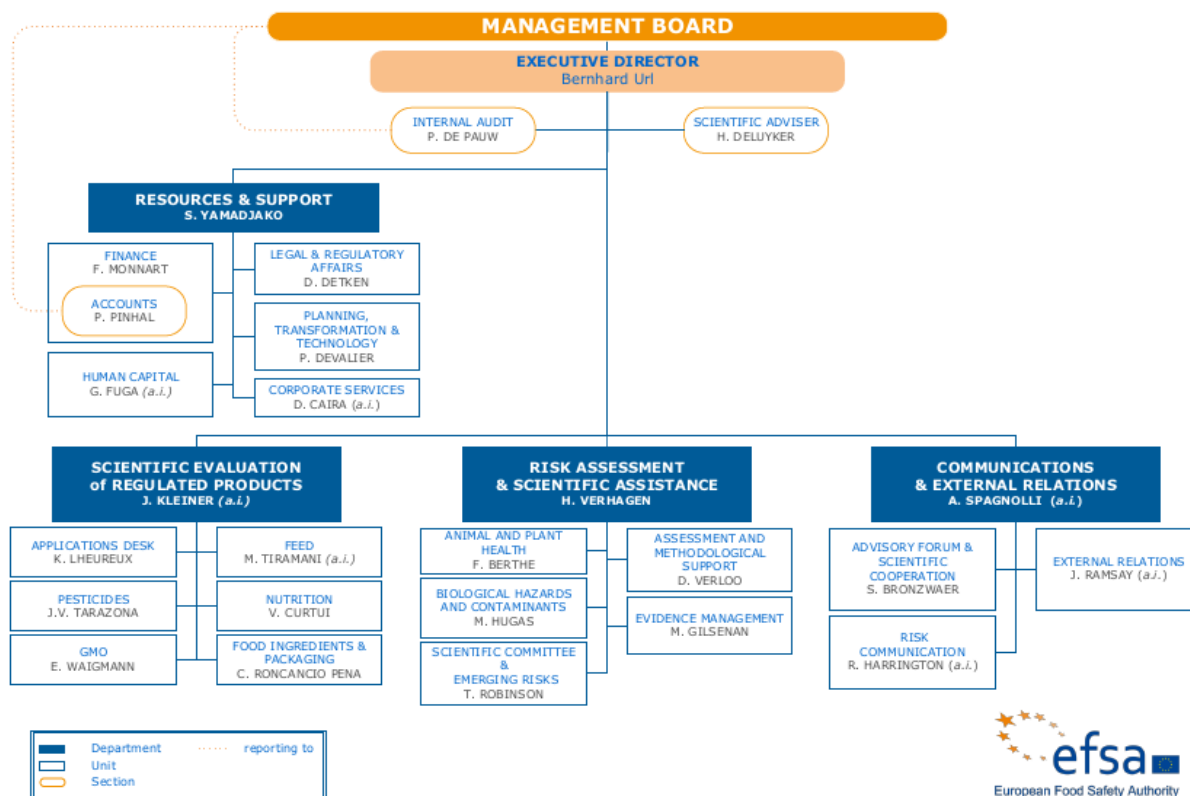 MANAGEMENT BOARD
EXECUTIVE DIRECTOR
Bernhard Url
INTERNAL AUDIT
P. DE PAUW
SCIENTIFIC ADVISER
H. DELUYKER
RESOURCES & SUPPORT
S. YAMADJAKO
FINANCE
F. MONNART
ACCOUNTS
P. PINHAL
LEGAL & REGULATORY
AFFAIRS
D. DETKEN
PLANNING,
TRANSFORMATION &
TECHNOLOGY
P. DEVALIER
HUMAN CAPITAL
G. FUGA (a.i.)
CORPORATE SERVICES
D. CAIRA (a.i.)
SCIENTIFIC EVALUATION
of REGULATED PRODUCTS
J. KLEINER (a.i.)
APPLICATIONS DESK
K. LHEUREUX
FEED
M. TIRAMANI (a.i.)
PESTICIDES
J.V. TARAZONA
NUTRITION
V. CURTUI
GMO
E. WAIGMANN
FOOD INGREDIENTS &
PACKAGING
C. RONCANCIO PENA
RISK ASSESSMENT
& SCIENTIFIC ASSISTANCE
H. VERHAGEN
ANIMAL AND PLANT
HEALTH
F. BERTHE
ASSESSMENT AND
METHODOLOGICAL
SUPPORT
D. VERLOO
BIOLOGICAL HAZARDS
AND CONTAMINANTS
M. HUGAS
EVIDENCE MANAGEMENT
M. GILSENAN
SCIENTIFIC COMMITTEE
&
EMERGING RISKS
T. ROBINSON
COMMUNICATIONS
& EXTERNAL RELATIONS
A. SPAGNOLLI (a.i.)
ADVISORY FORUM &
SCIENTIFIC
COOPERATION
S. BRONZWAER
EXTERNAL RELATIONS
J. RAMSAY (a.i.)
RISK
COMMUNICATION
R. HARRINGTON (a.i.)
Department
reporting to
Unit
Section
efsa
European Food Safety Authority